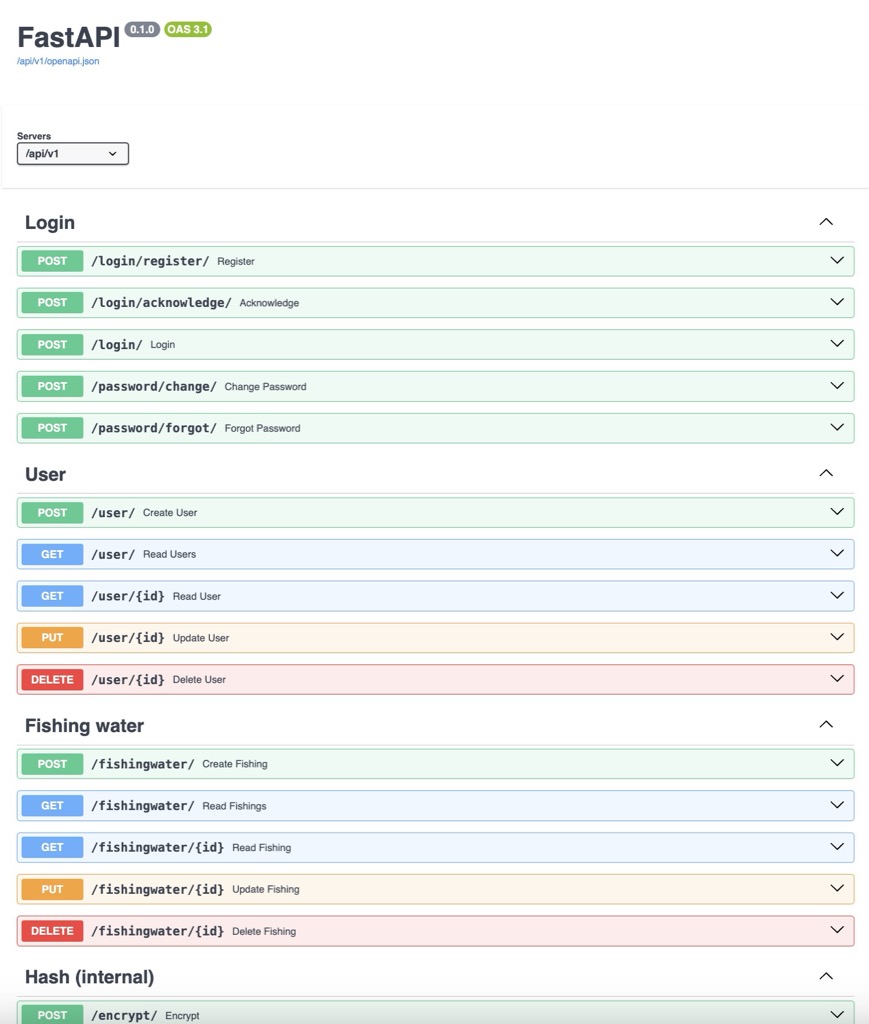 FastAPI 0.1.0 OAS 3.1
/api/v1/openapi.json
Servers
/api/v1
Login
POST /login/register/ Register
POST /login/acknowledge/ Acknowledge
POST /login/ Login
POST /password/change/ Change Password
POST /password/forgot/ Forgot Password
User
POST /user/ Create User
GET /user/ Read Users
GET /user/{id} Read User
PUT /user/{id} Update User
DELETE /user/{id} Delete User
Fishing water
POST /fishingwater/ Create Fishing
GET /fishingwater/ Read Fishings
GET /fishingwater/{id} Read Fishing
PUT /fishingwater/{id} Update Fishing
DELETE /fishingwater/{id} Delete Fishing
Hash (internal)
POST /encrypt/ Encrypt